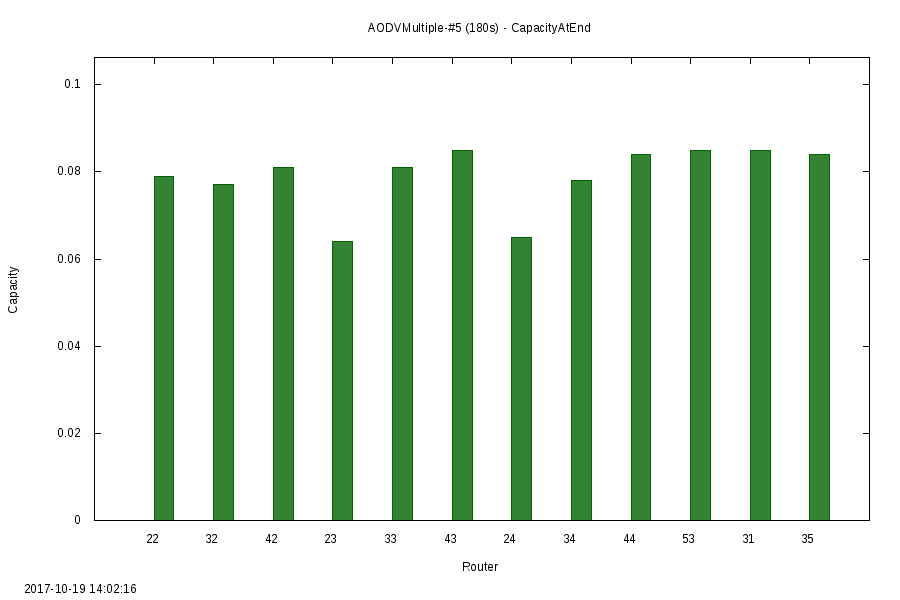 AODVMultiple-#5 (180s) - CapacityAtEnd
0.1
0.08
0.06
0.04
0.02
0
Capacity
22 32 42 23 33 43 24 34 44 53 31 35
Router
2017-10-19 14:02:16